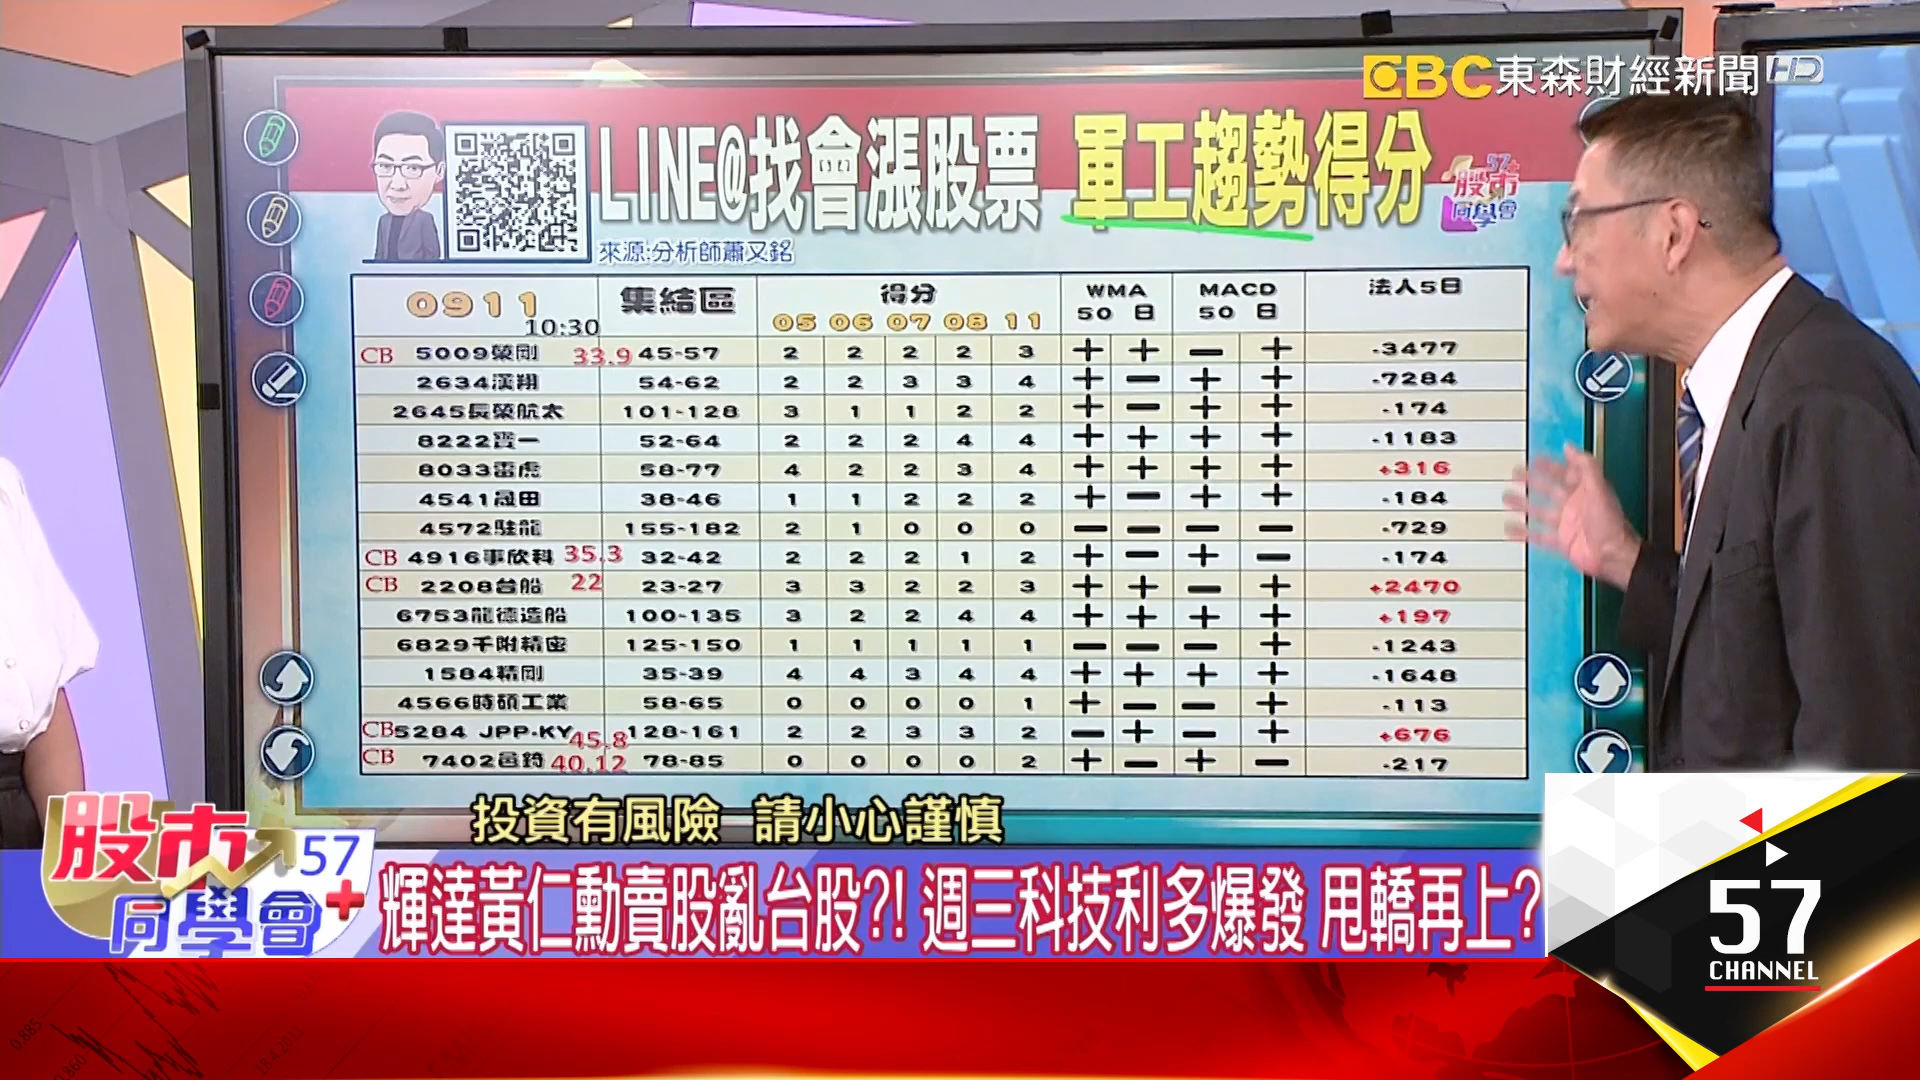 EBC 東森財經新聞 HD
LINE@找會漲股票 軍工趨勢得分
57+
股市
同學會
來源:分析師蕭又銘
0911 10:30 集結區 得分 WMA 50 日 MACD 50 日 法人5日
05 06 07 08 11
CB 5009榮剛 33.9 45-57 2 2 2 2 3 + + — + -3477
2634漢翔 54-62 2 2 3 3 4 + — + + -7284
2645長榮航太 101-128 3 1 1 2 2 + — + + -174
8222寶一 52-64 2 2 2 4 4 + + + + -1183
8033雷虎 58-77 4 2 2 3 4 + + + + +316
4541晟田 38-46 1 1 2 2 2 + — + + -184
4572駐龍 155-182 2 1 0 0 0 — — — — -729
CB 4916事欣科 35.3 32-42 2 2 2 1 2 + — + — -174
CB 2208台船 22 23-27 3 3 2 2 3 + + — + +2470
6753龍德造船 100-135 3 2 2 4 4 + + + + +197
6829千附精密 125-150 1 1 1 1 1 — — — + -1243
1584精剛 35-39 4 4 3 4 4 + + + + -1648
4566時碩工業 58-65 0 0 0 0 1 + — — + -113
CB 5284 JPP-KY 45.8 128-161 2 2 3 3 2 — + — + +676
CB 7402邑錡 40.12 78-85 0 0 0 0 2 + — + — -217
投資有風險 請小心謹慎
股市 57
同學會+
輝達黃仁勳賣股亂台股?! 週三科技利多爆發 甩轎再上?
57
CHANNEL